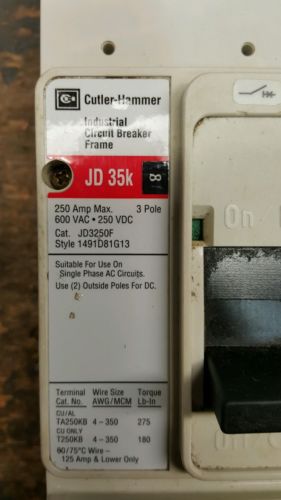 Cutler-Hammer
Industrial
Circuit Breaker
Frame
JD 35k
8
250 Amp Max. 3 Pole
600 VAC • 250 VDC
Cat. JD3250F
Style 1491D81G13
Suitable For Use On
Single Phase AC Circuits.
Use (2) Outside Poles For DC.
Terminal Wire Size Torque
Cat. No. AWG/MCM Lb-In
CU/AL
TA250KB 4-350 275
CU ONLY
T250KB 4-350 180
60/75°C Wire –
125 Amp & Lower Only
On